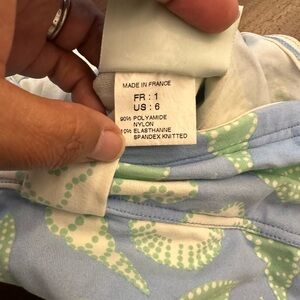 MADE IN FRANCE
FR : 1
US : 6
90% POLYAMIDE
NYLON
10% ELASTHANNE
SPANDEX KNITTED